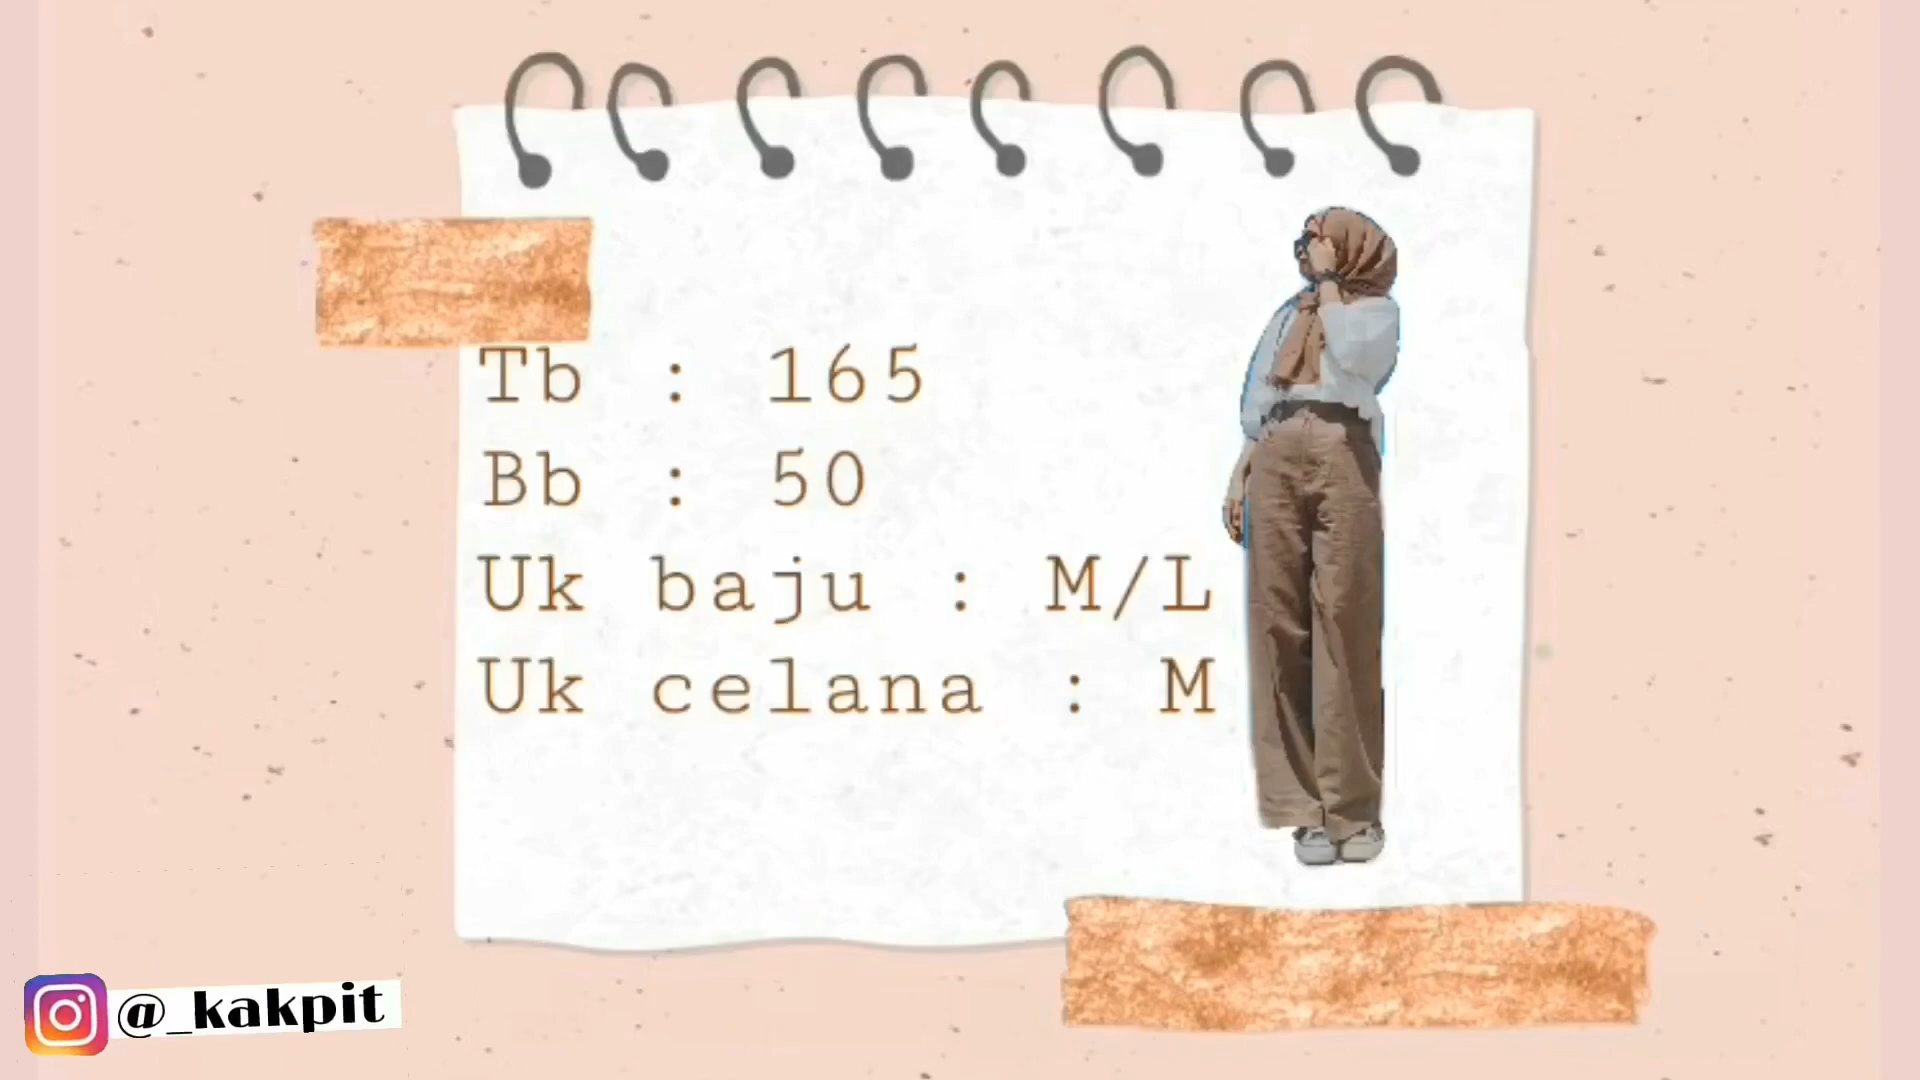 Tb : 165
Bb : 50
Uk baju : M/L
Uk celana : M
@_kakpit